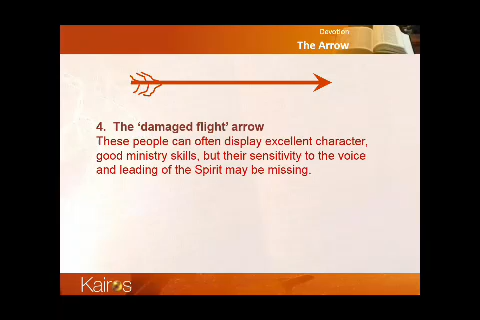 Devotion
The Arrow
4. The ‘damaged flight’ arrow
These people can often display excellent character,
good ministry skills, but their sensitivity to the voice
and leading of the Spirit may be missing.
Kairos